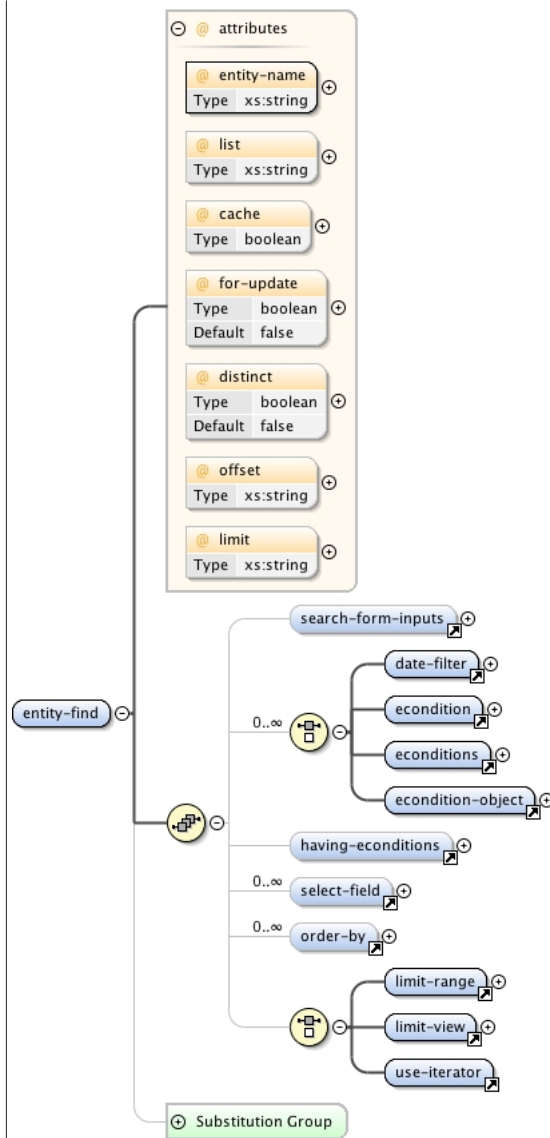 @ attributes
@ entity-name
Type xs:string
@ list
Type xs:string
@ cache
Type boolean
@ for-update
Type boolean
Default false
@ distinct
Type boolean
Default false
@ offset
Type xs:string
@ limit
Type xs:string
search-form-inputs
date-filter
entity-find
0..∞
econdition
econditions
econdition-object
having-econditions
0..∞
select-field
0..∞
order-by
limit-range
limit-view
use-iterator
Substitution Group